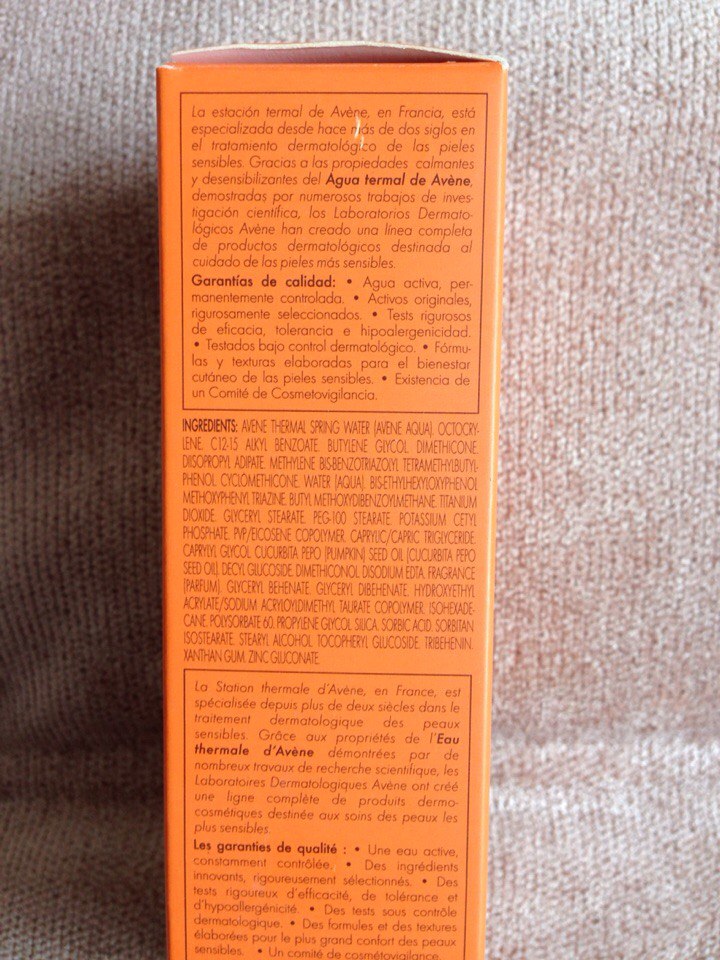 La estación termal de Avène, en Francia, está
especializada desde hace más de dos siglos en
el tratamiento dermatológico de las pieles
sensibles. Gracias a las propiedades calmantes
y desensibilizantes del Agua termal de Avène,
demostradas por numerosos trabajos de inves-
tigación científica, los Laboratorios Dermato-
lógicos Avène han creado una línea completa
de productos dermatológicos destinada al
cuidado de las pieles más sensibles.
Garantías de calidad: • Agua activa, per-
manentemente controlada. • Activos originales,
rigurosamente seleccionados. • Tests rigurosos
de eficacia, tolerancia e hipoalergenicidad.
• Testados bajo control dermatológico. • Fórmu-
las y texturas elaboradas para el bienestar
cutáneo de las pieles sensibles. • Existencia de
un Comité de Cosmetovigilancia.
INGREDIENTS: AVENE THERMAL SPRING WATER (AVENE AQUA). OCTOCRY-
LENE. C12-15 ALKYL BENZOATE. BUTYLENE GLYCOL. DIMETHICONE.
DIISOPROPYL ADIPATE. METHYLENE BIS-BENZOTRIAZOLYL TETRAMETHYLBUTYL-
PHENOL. CYCLOMETHICONE. WATER (AQUA). BIS-ETHYLHEXYLOXYPHENOL
METHOXYPHENYL TRIAZINE. BUTYL METHOXYDIBENZOYLMETHANE. TITANIUM
DIOXIDE. GLYCERYL STEARATE. PEG-100 STEARATE. POTASSIUM CETYL
PHOSPHATE. PVP/EICOSENE COPOLYMER. CAPRYLIC/CAPRIC TRIGLYCERIDE.
CAPRYLYL GLYCOL. CUCURBITA PEPO (PUMPKIN) SEED OIL (CUCURBITA PEPO
SEED OIL). DECYL GLUCOSIDE. DIMETHICONOL. DISODIUM EDTA. FRAGRANCE
(PARFUM). GLYCERYL BEHENATE. GLYCERYL DIBEHENATE. HYDROXYETHYL
ACRYLATE/SODIUM ACRYLOYLDIMETHYL TAURATE COPOLYMER. ISOHEXADE-
CANE. POLYSORBATE 60. PROPYLENE GLYCOL. SILICA. SORBIC ACID. SORBITAN
ISOSTEARATE. STEARYL ALCOHOL. TOCOPHERYL GLUCOSIDE. TRIBEHENIN.
XANTHAN GUM. ZINC GLUCONATE.
La Station thermale d'Avène, en France, est
spécialisée depuis plus de deux siècles dans le
traitement dermatologique des peaux
sensibles. Grâce aux propriétés de l'Eau
thermale d'Avène démontrées par de
nombreux travaux de recherche scientifique, les
Laboratoires Dermatologiques Avène ont créé
une ligne complète de produits dermo-
cosmétiques destinée aux soins des peaux les
plus sensibles.
Les garanties de qualité : • Une eau active,
constamment contrôlée. • Des ingrédients
innovants, rigoureusement sélectionnés. • Des
tests rigoureux d'efficacité, de tolérance et
d'hypoallergénicité. • Des tests sous contrôle
dermatologique. • Des formules et des textures
élaborées pour le plus grand confort des peaux
sensibles. • Un comité de cosmétovigilance.